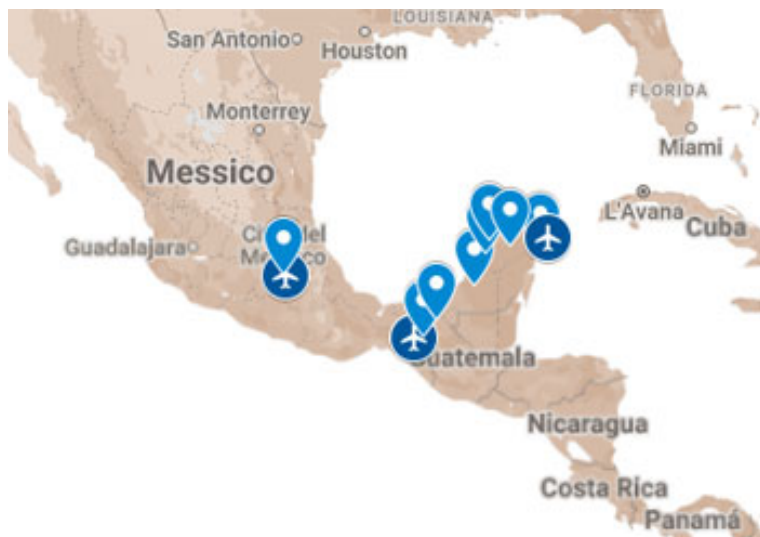 LOUISIANA
San Antonio
Houston
FLORIDA
Monterrey
Miami
Messico
L'Avana
Cuba
Guadalajara
Guatemala
Nicaragua
Costa Rica
Panamá